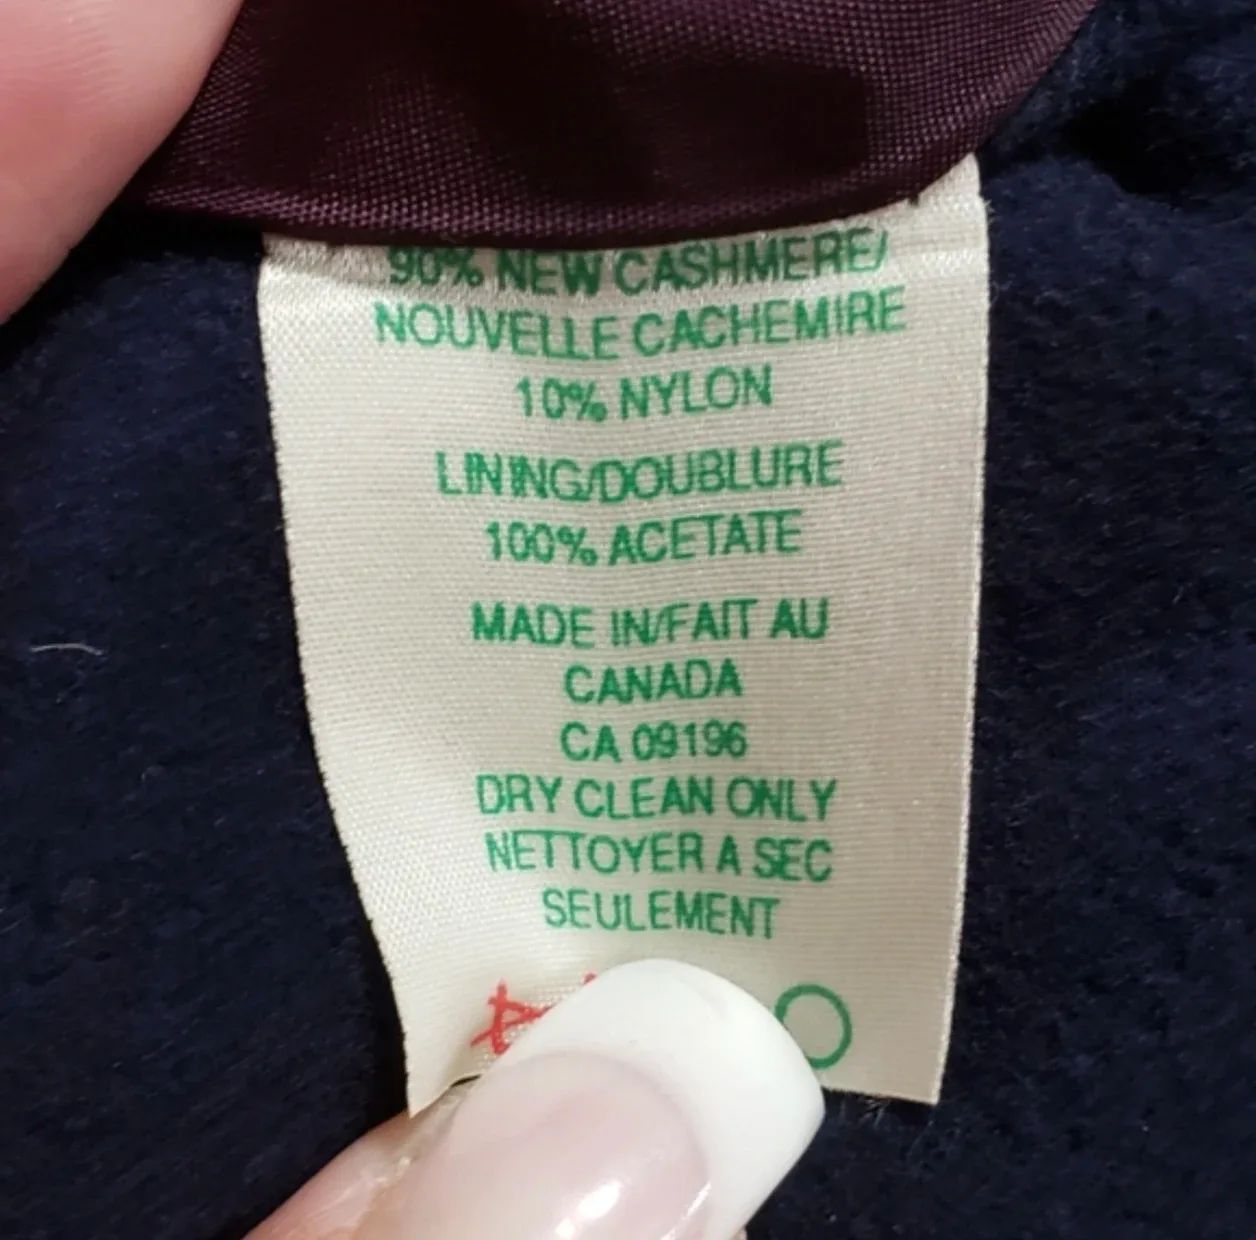 90% NEW CASHMERE/
NOUVELLE CACHEMIRE
10% NYLON
LINING/DOUBLURE
100% ACETATE
MADE IN/FAIT AU
CANADA
CA 09196
DRY CLEAN ONLY
NETTOYER A SEC
SEULEMENT